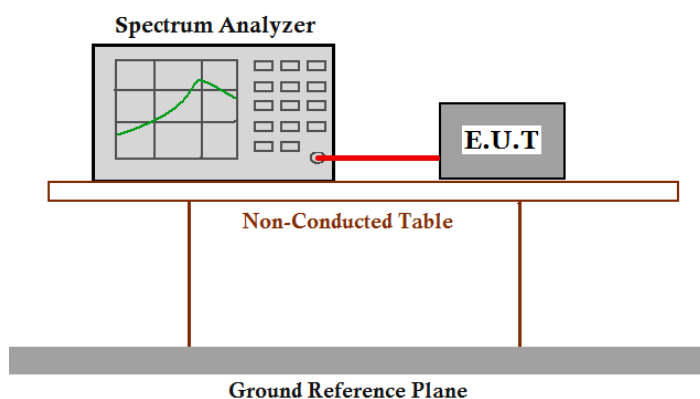 Spectrum Analyzer
E.U.T
Non-Conducted Table
Ground Reference Plane